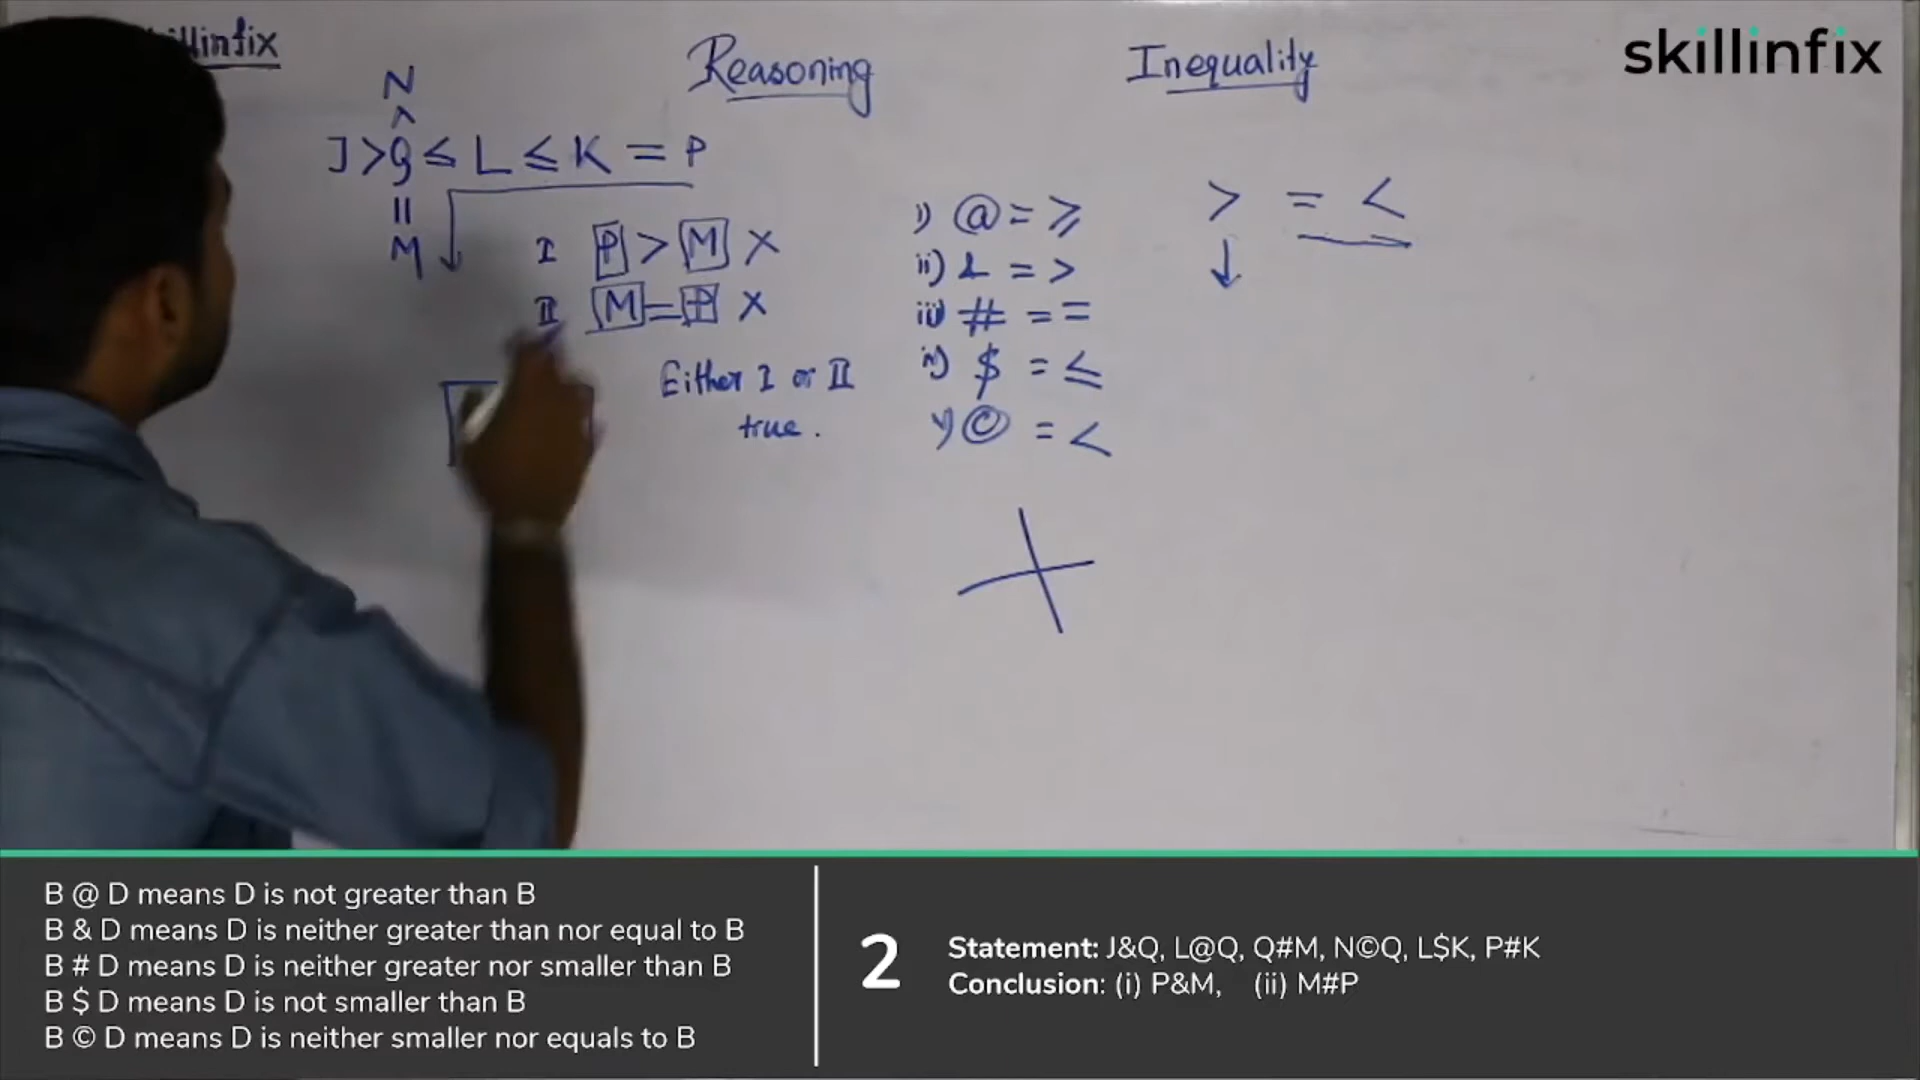 illinfix
Reasoning
Inequality
skillinfix
N
^
J > Q ≤ L ≤ K = P
||
M
I P > M X
II M = P X
Either I or II
true.
i) @ = ≥
ii) & = >
iii) # = =
iv) $ = ≤
v) © = <
> = <
B @ D means D is not greater than B
B & D means D is neither greater than nor equal to B
B # D means D is neither greater nor smaller than B
B $ D means D is not smaller than B
B © D means D is neither smaller nor equals to B
2
Statement: J&Q, L@Q, Q#M, N©Q, L$K, P#K
Conclusion: (i) P&M, (ii) M#P